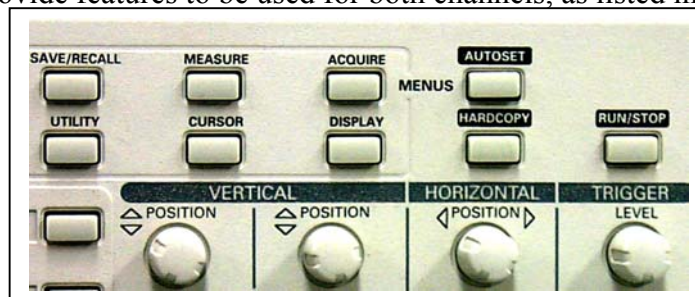 ovide features to be used for both channels, as listed in
SAVE/RECALL MEASURE ACQUIRE AUTOSET
MENUS
UTILITY CURSOR DISPLAY HARDCOPY RUN/STOP
VERTICAL HORIZONTAL TRIGGER
POSITION POSITION POSITION LEVEL